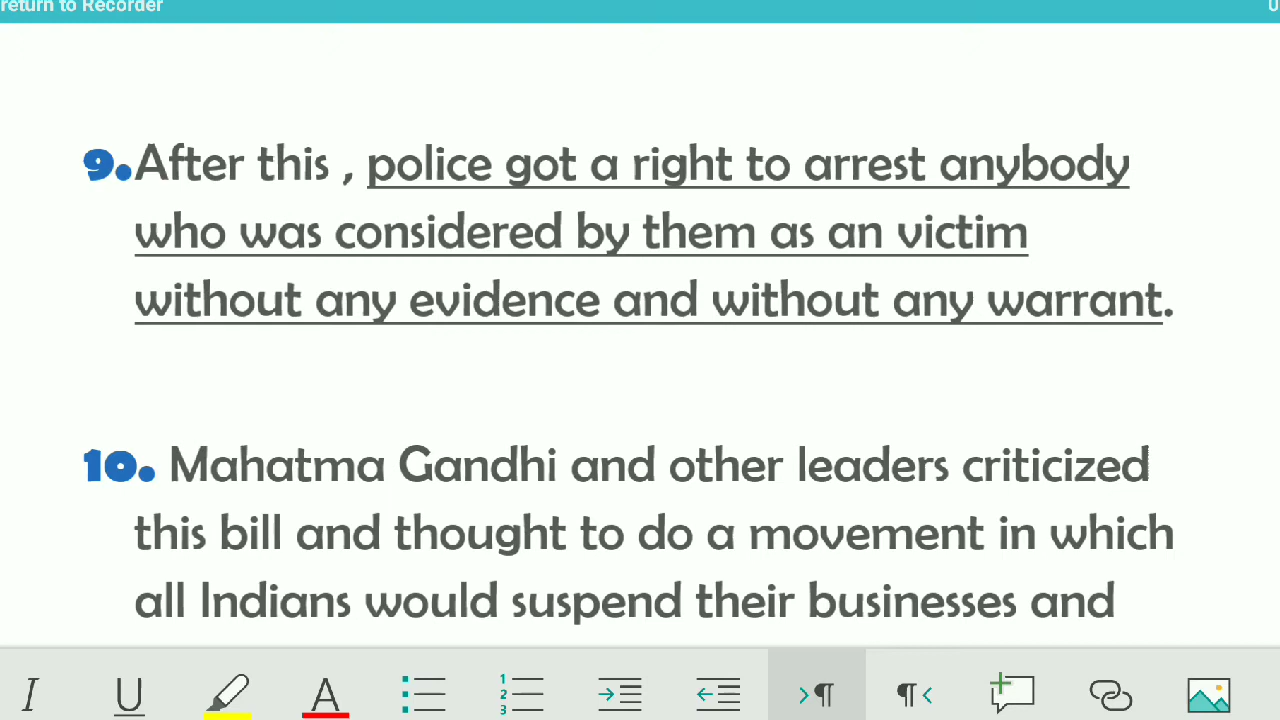 return to Recorder
9.After this , police got a right to arrest anybody
who was considered by them as an victim
without any evidence and without any warrant.
10. Mahatma Gandhi and other leaders criticized
this bill and thought to do a movement in which
all Indians would suspend their businesses and